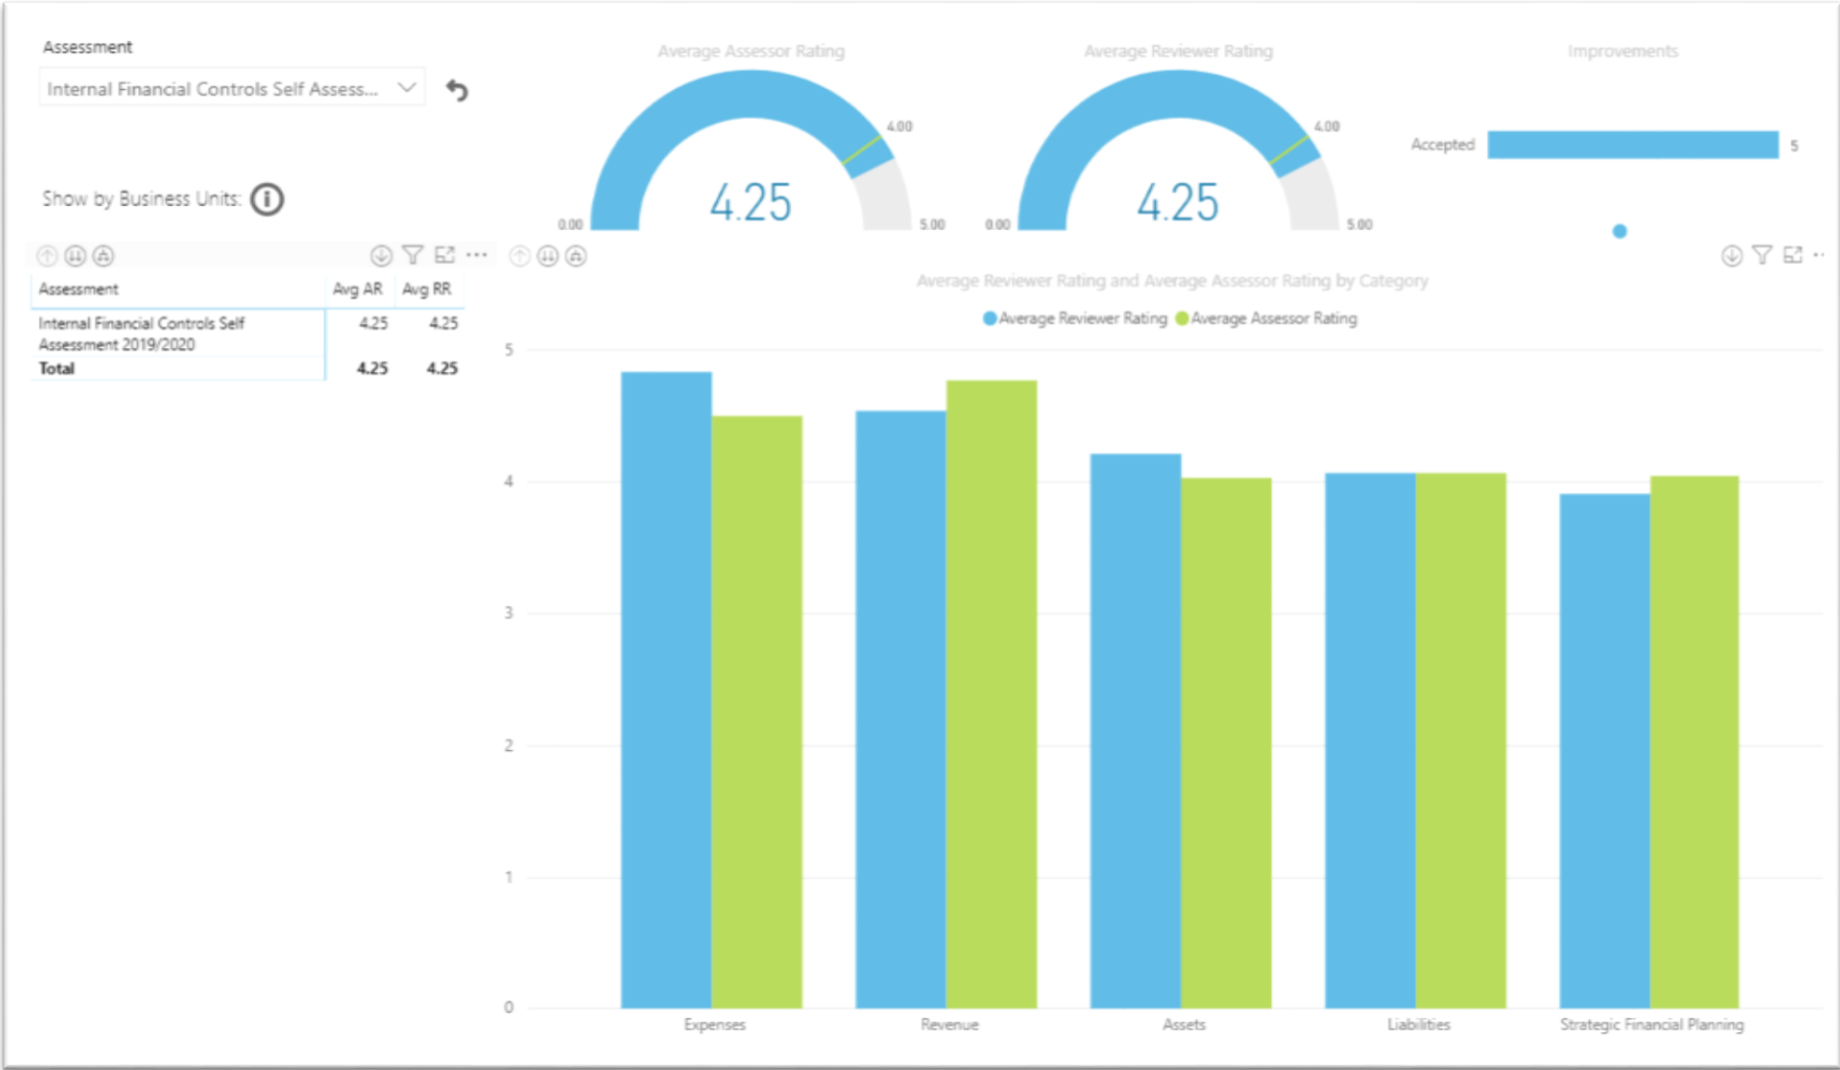 Assessment
Internal Financial Controls Self Assess...
Show by Business Units:
Average Assessor Rating
4.00
4.25
0.00
5.00
Average Reviewer Rating
4.00
4.25
0.00
5.00
Improvements
Accepted 5
Assessment Avg AR Avg RR
Internal Financial Controls Self 4.25 4.25
Assessment 2019/2020
Total 4.25 4.25
Average Reviewer Rating and Average Assessor Rating by Category
Average Reviewer Rating Average Assessor Rating
5
4
3
2
1
0
Expenses Revenue Assets Liabilities Strategic Financial Planning